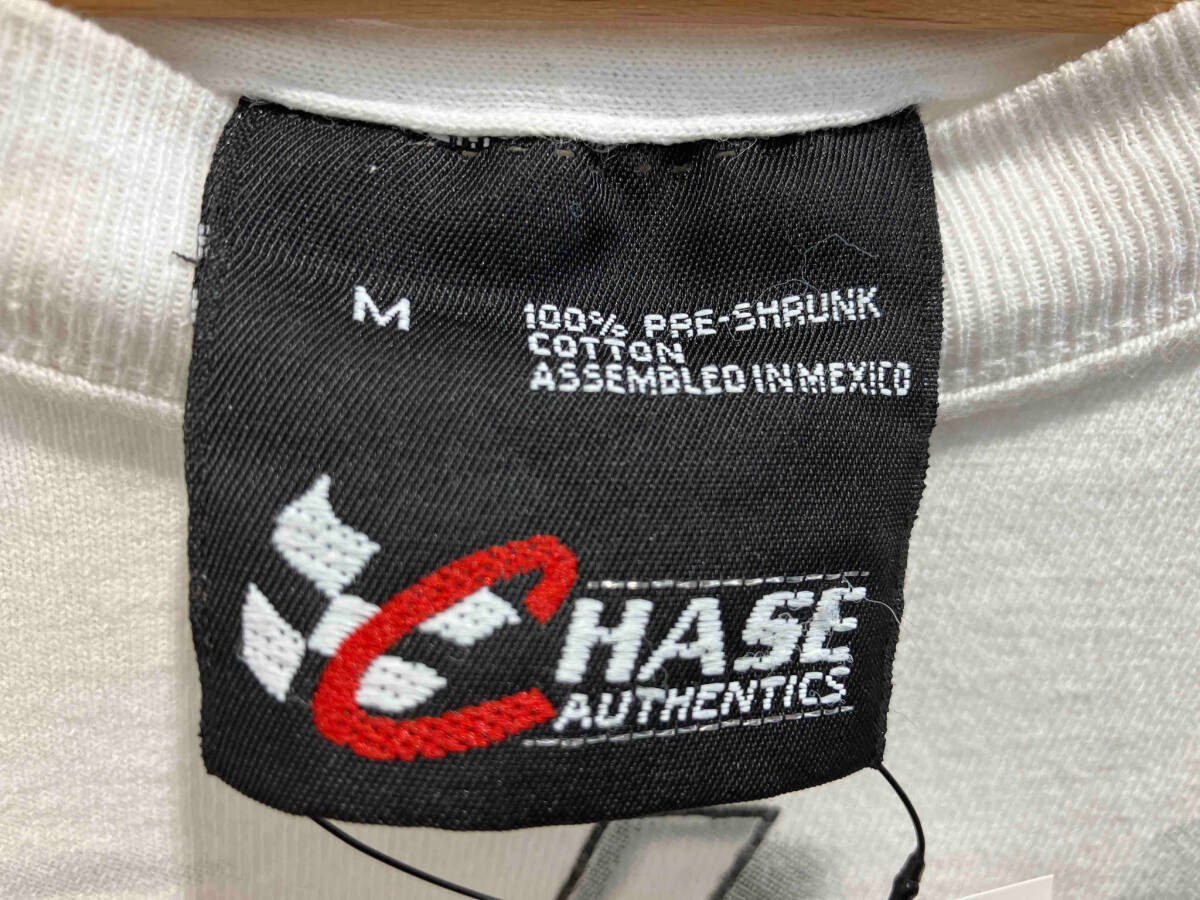 M
100% PRE-SHRUNK
COTTON
ASSEMBLED IN MEXICO
CHASE
AUTHENTICS